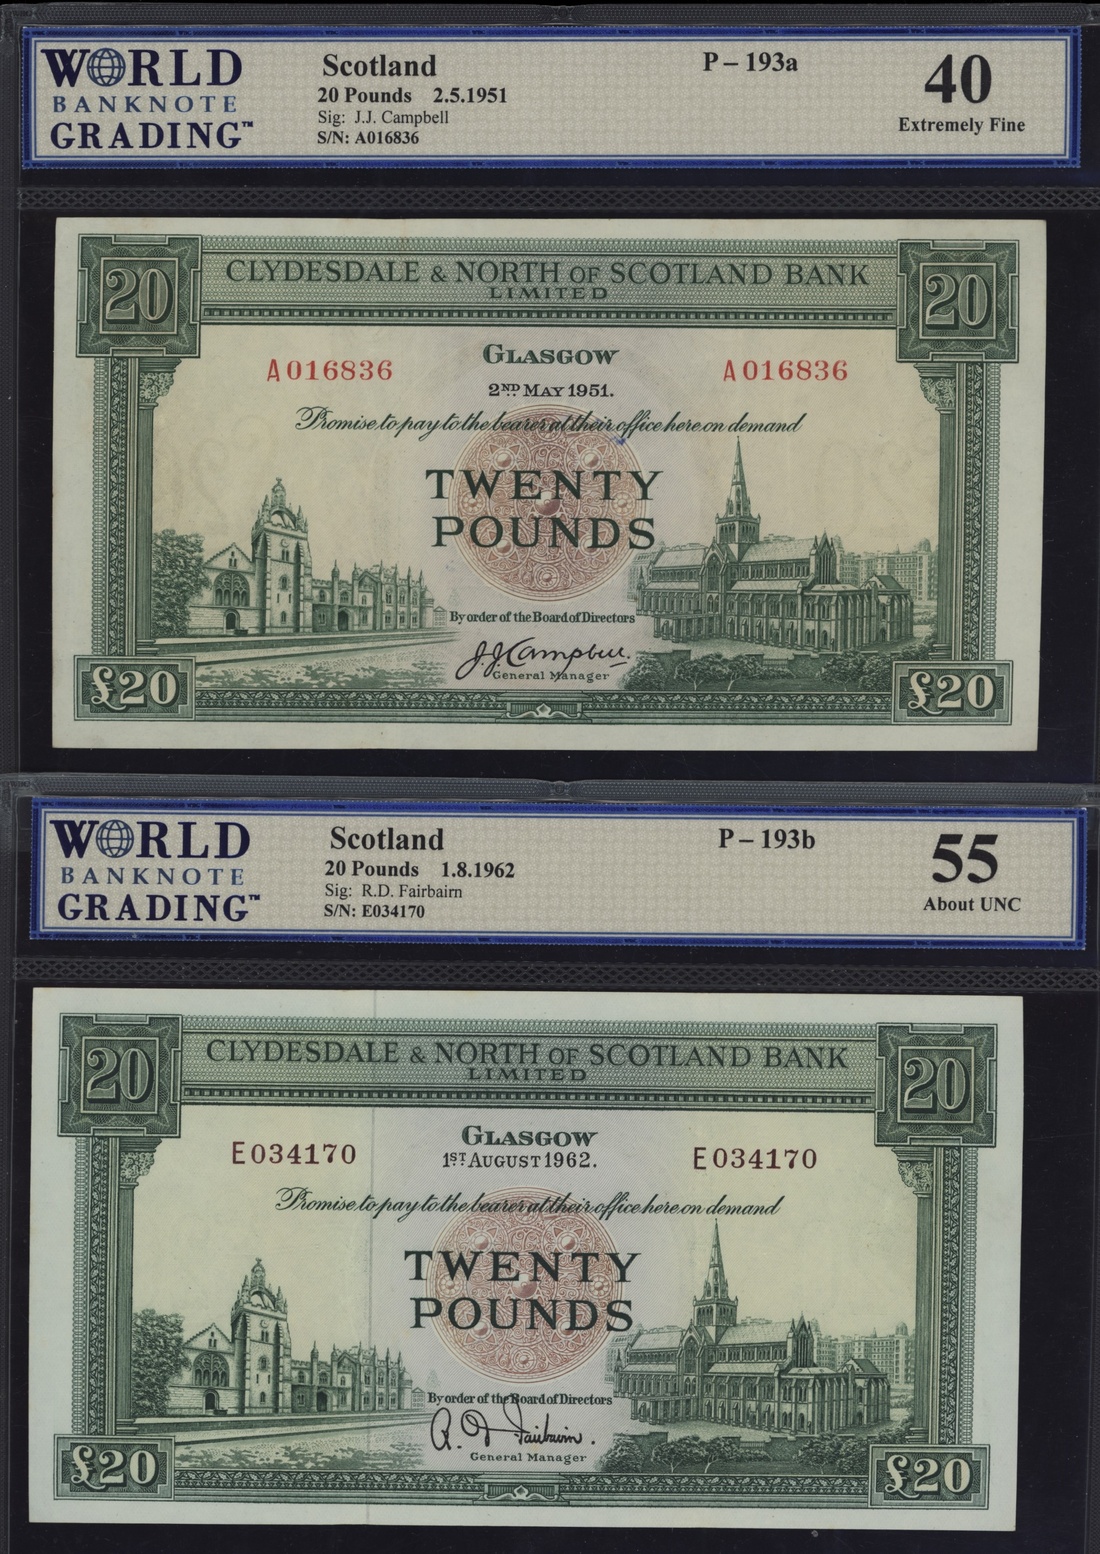 WORLD
BANKNOTE
GRADING™
Scotland
20 Pounds 2.5.1951
Sig: J.J. Campbell
S/N: A016836
P – 193a
40
Extremely Fine
20
CLYDESDALE & NORTH OF SCOTLAND BANK
LIMITED
20
GLASGOW
A016836
A016836
2ND MAY 1951.
Promise to pay to the bearer at their office here on demand
TWENTY
POUNDS
By order of the Board of Directors
J.J. Campbell.
General Manager
£20
£20
WORLD
BANKNOTE
GRADING™
Scotland
20 Pounds 1.8.1962
Sig: R.D. Fairbairn
S/N: E034170
P – 193b
55
About UNC
20
CLYDESDALE & NORTH OF SCOTLAND BANK
LIMITED
20
GLASGOW
E034170
1ST AUGUST 1962.
E034170
Promise to pay to the bearer at their office here on demand
TWENTY
POUNDS
By order of the Board of Directors
R. D. Fairbairn.
General Manager
£20
£20